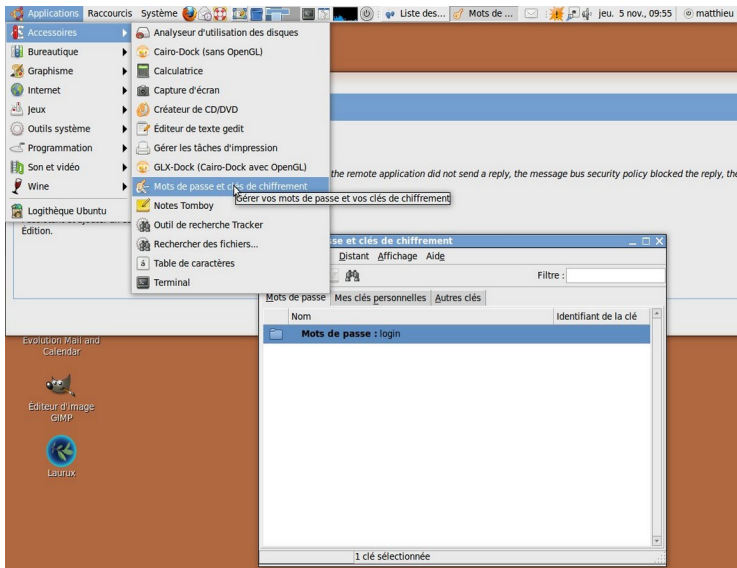 Applications Raccourcis Système Liste des... Mots de ... jeu. 5 nov., 09:55 matthieu
Accessoires
Bureautique
Graphisme
Internet
Jeux
Outils système
Programmation
Son et vidéo
Wine
Logithèque Ubuntu
Analyseur d'utilisation des disques
Cairo-Dock (sans OpenGL)
Calculatrice
Capture d'écran
Créateur de CD/DVD
Éditeur de texte gedit
Gérer les tâches d'impression
GLX-Dock (Cairo-Dock avec OpenGL)
Mots de passe et clés de chiffrement
Gérer vos mots de passe et vos clés de chiffrement
Notes Tomboy
Outil de recherche Tracker
Rechercher des fichiers...
Table de caractères
Terminal
the remote application did not send a reply, the message bus security policy blocked the reply, the
Édition.
et clés de chiffrement
Distant Affichage Aide
Filtre :
Mots de passe Mes clés personnelles Autres clés
Nom Identifiant de la clé
Mots de passe : login
1 clé sélectionnée
Evolution Mail and
Calendar
Éditeur d'image
GIMP
Laurux